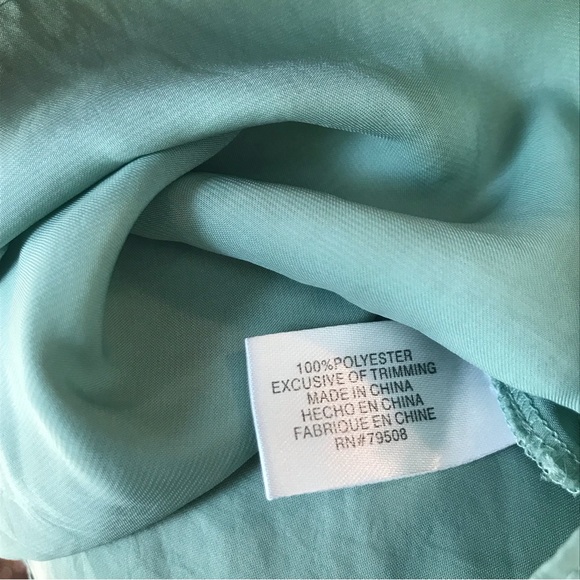 100%POLYESTER
EXCUSIVE OF TRIMMING
MADE IN CHINA
HECHO EN CHINA
FABRIQUE EN CHINE
RN#79508